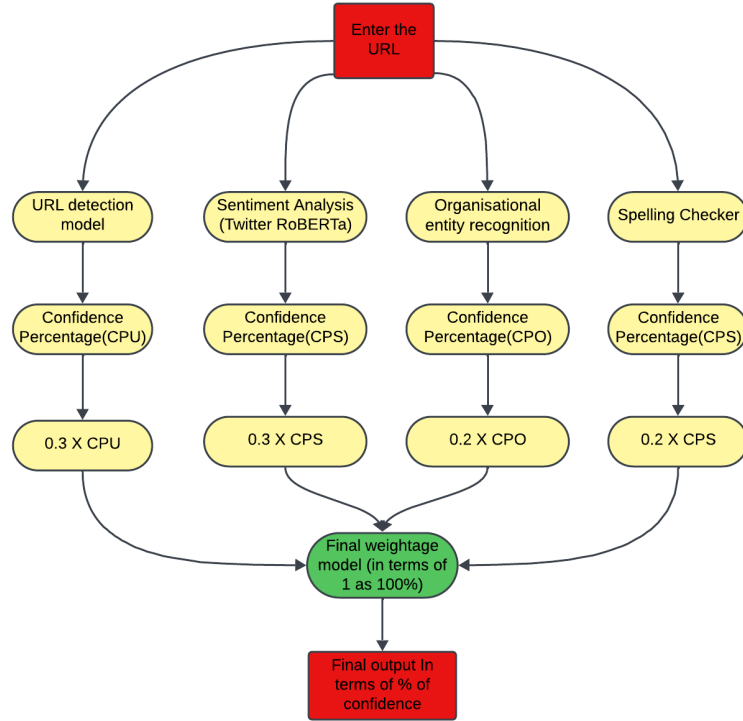 Enter the
URL
URL detection
model
Sentiment Analysis
(Twitter RoBERTa)
Organisational
entity recognition
Spelling Checker
Confidence
Percentage(CPU)
Confidence
Percentage(CPS)
Confidence
Percentage(CPO)
Confidence
Percentage(CPS)
0.3 X CPU
0.3 X CPS
0.2 X CPO
0.2 X CPS
Final weightage
model (in terms of
1 as 100%)
Final output In
terms of % of
confidence